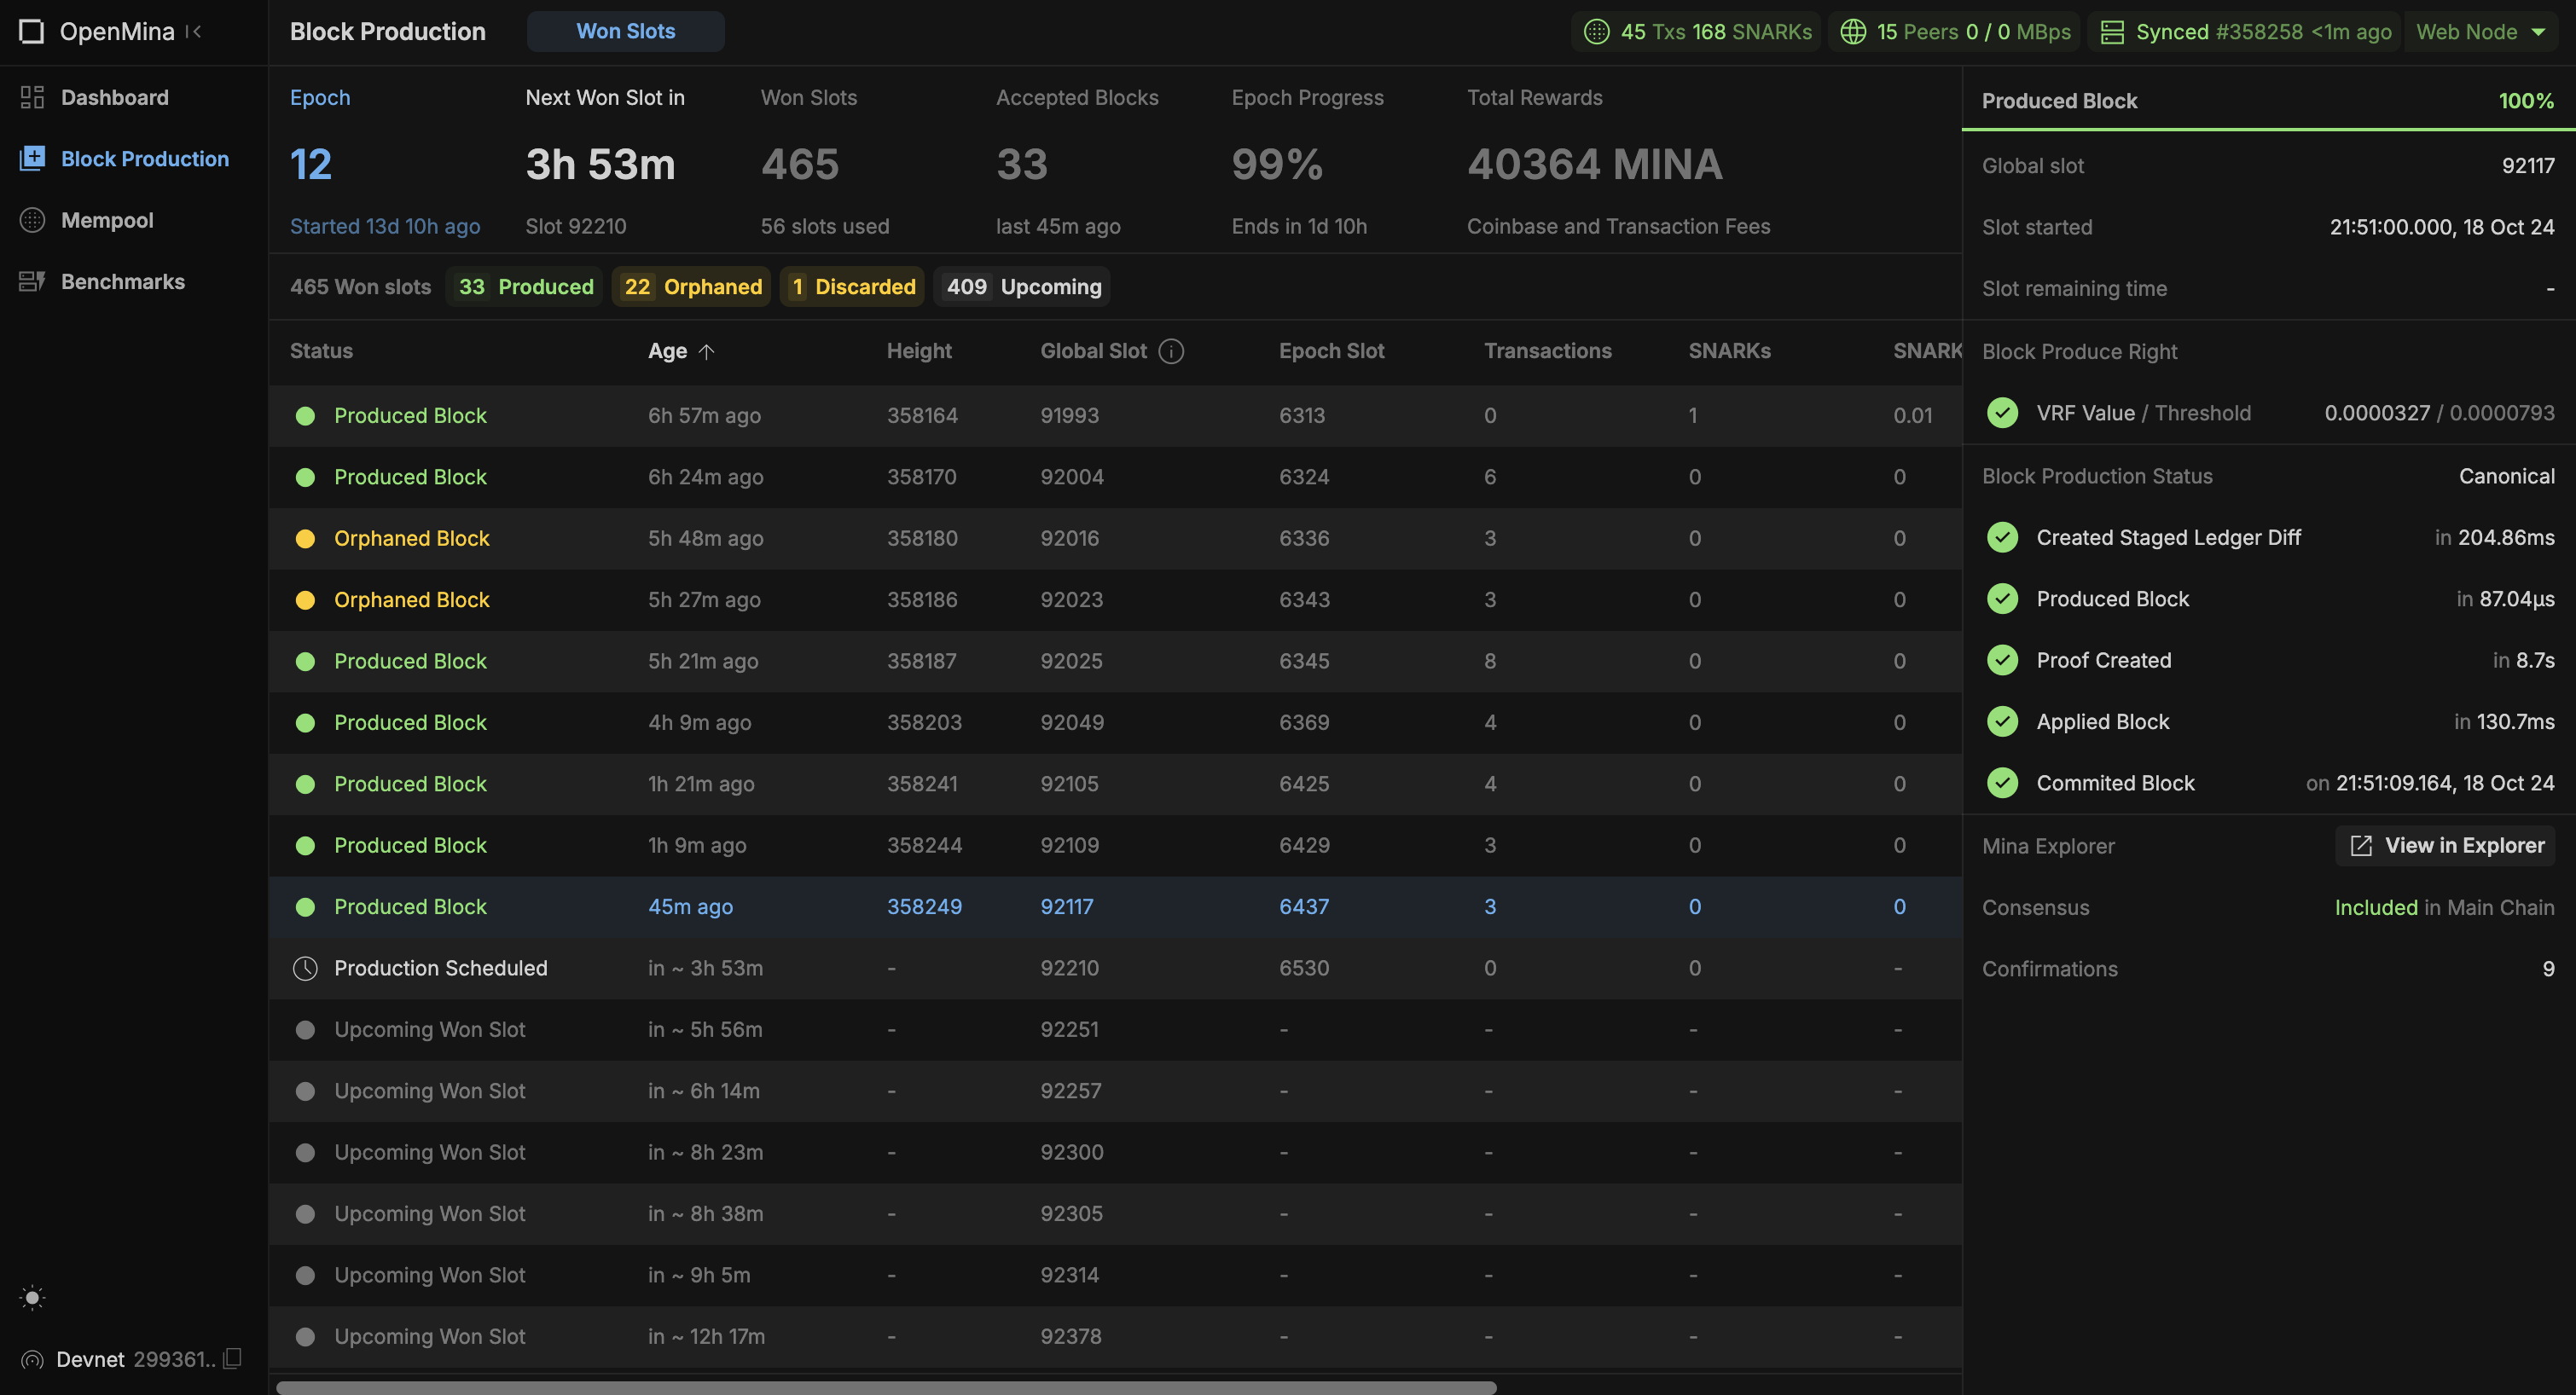 OpenMina
Block Production
Won Slots
45 Txs 168 SNARKs
15 Peers 0 / 0 MBps
Synced #358258 <1m ago
Web Node
Dashboard
Block Production
Mempool
Benchmarks
Devnet 299361..
Epoch
12
Started 13d 10h ago
Next Won Slot in
3h 53m
Slot 92210
Won Slots
465
56 slots used
Accepted Blocks
33
last 45m ago
Epoch Progress
99%
Ends in 1d 10h
Total Rewards
40364 MINA
Coinbase and Transaction Fees
465 Won slots 33 Produced 22 Orphaned 1 Discarded 409 Upcoming
Status Age Height Global Slot Epoch Slot Transactions SNARKs SNARK
Produced Block 6h 57m ago 358164 91993 6313 0 1 0.01
Produced Block 6h 24m ago 358170 92004 6324 6 0 0
Orphaned Block 5h 48m ago 358180 92016 6336 3 0 0
Orphaned Block 5h 27m ago 358186 92023 6343 3 0 0
Produced Block 5h 21m ago 358187 92025 6345 8 0 0
Produced Block 4h 9m ago 358203 92049 6369 4 0 0
Produced Block 1h 21m ago 358241 92105 6425 4 0 0
Produced Block 1h 9m ago 358244 92109 6429 3 0 0
Produced Block 45m ago 358249 92117 6437 3 0 0
Production Scheduled in ~ 3h 53m - 92210 6530 0 0 -
Upcoming Won Slot in ~ 5h 56m - 92251 - - - -
Upcoming Won Slot in ~ 6h 14m - 92257 - - - -
Upcoming Won Slot in ~ 8h 23m - 92300 - - - -
Upcoming Won Slot in ~ 8h 38m - 92305 - - - -
Upcoming Won Slot in ~ 9h 5m - 92314 - - - -
Upcoming Won Slot in ~ 12h 17m - 92378 - - - -
Produced Block 100%
Global slot 92117
Slot started 21:51:00.000, 18 Oct 24
Slot remaining time -
Block Produce Right
VRF Value / Threshold 0.0000327 / 0.0000793
Block Production Status Canonical
Created Staged Ledger Diff in 204.86ms
Produced Block in 87.04µs
Proof Created in 8.7s
Applied Block in 130.7ms
Commited Block on 21:51:09.164, 18 Oct 24
Mina Explorer View in Explorer
Consensus Included in Main Chain
Confirmations 9